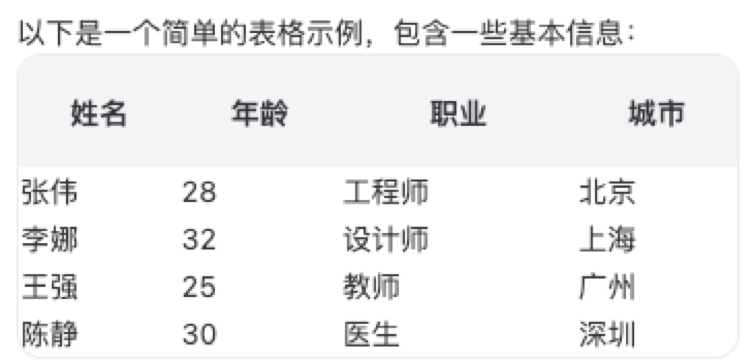 以下是一个简单的表格示例，包含一些基本信息：
姓名 年龄 职业 城市
张伟 28 工程师 北京
李娜 32 设计师 上海
王强 25 教师 广州
陈静 30 医生 深圳